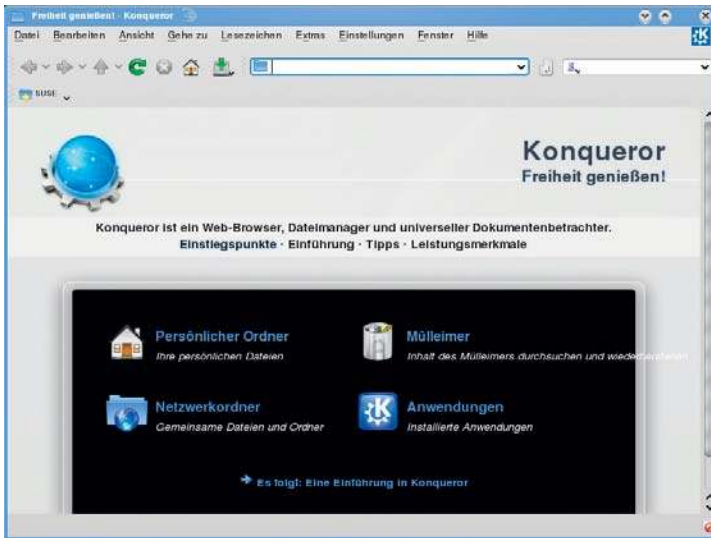 Freiheit genießen! - Konqueror
Datei Bearbeiten Ansicht Gehe zu Lesezeichen Extras Einstellungen Fenster Hilfe
SUSE
Konqueror
Freiheit genießen!
Konqueror ist ein Web-Browser, Dateimanager und universeller Dokumentenbetrachter.
Einstiegspunkte · Einführung · Tipps · Leistungsmerkmale
Persönlicher Ordner
Ihre persönlichen Dateien
Mülleimer
Inhalt des Mülleimers durchsuchen und wiederherstellen
Netzwerkordner
Gemeinsame Dateien und Ordner
Anwendungen
Installierte Anwendungen
Es folgt: Eine Einführung in Konqueror